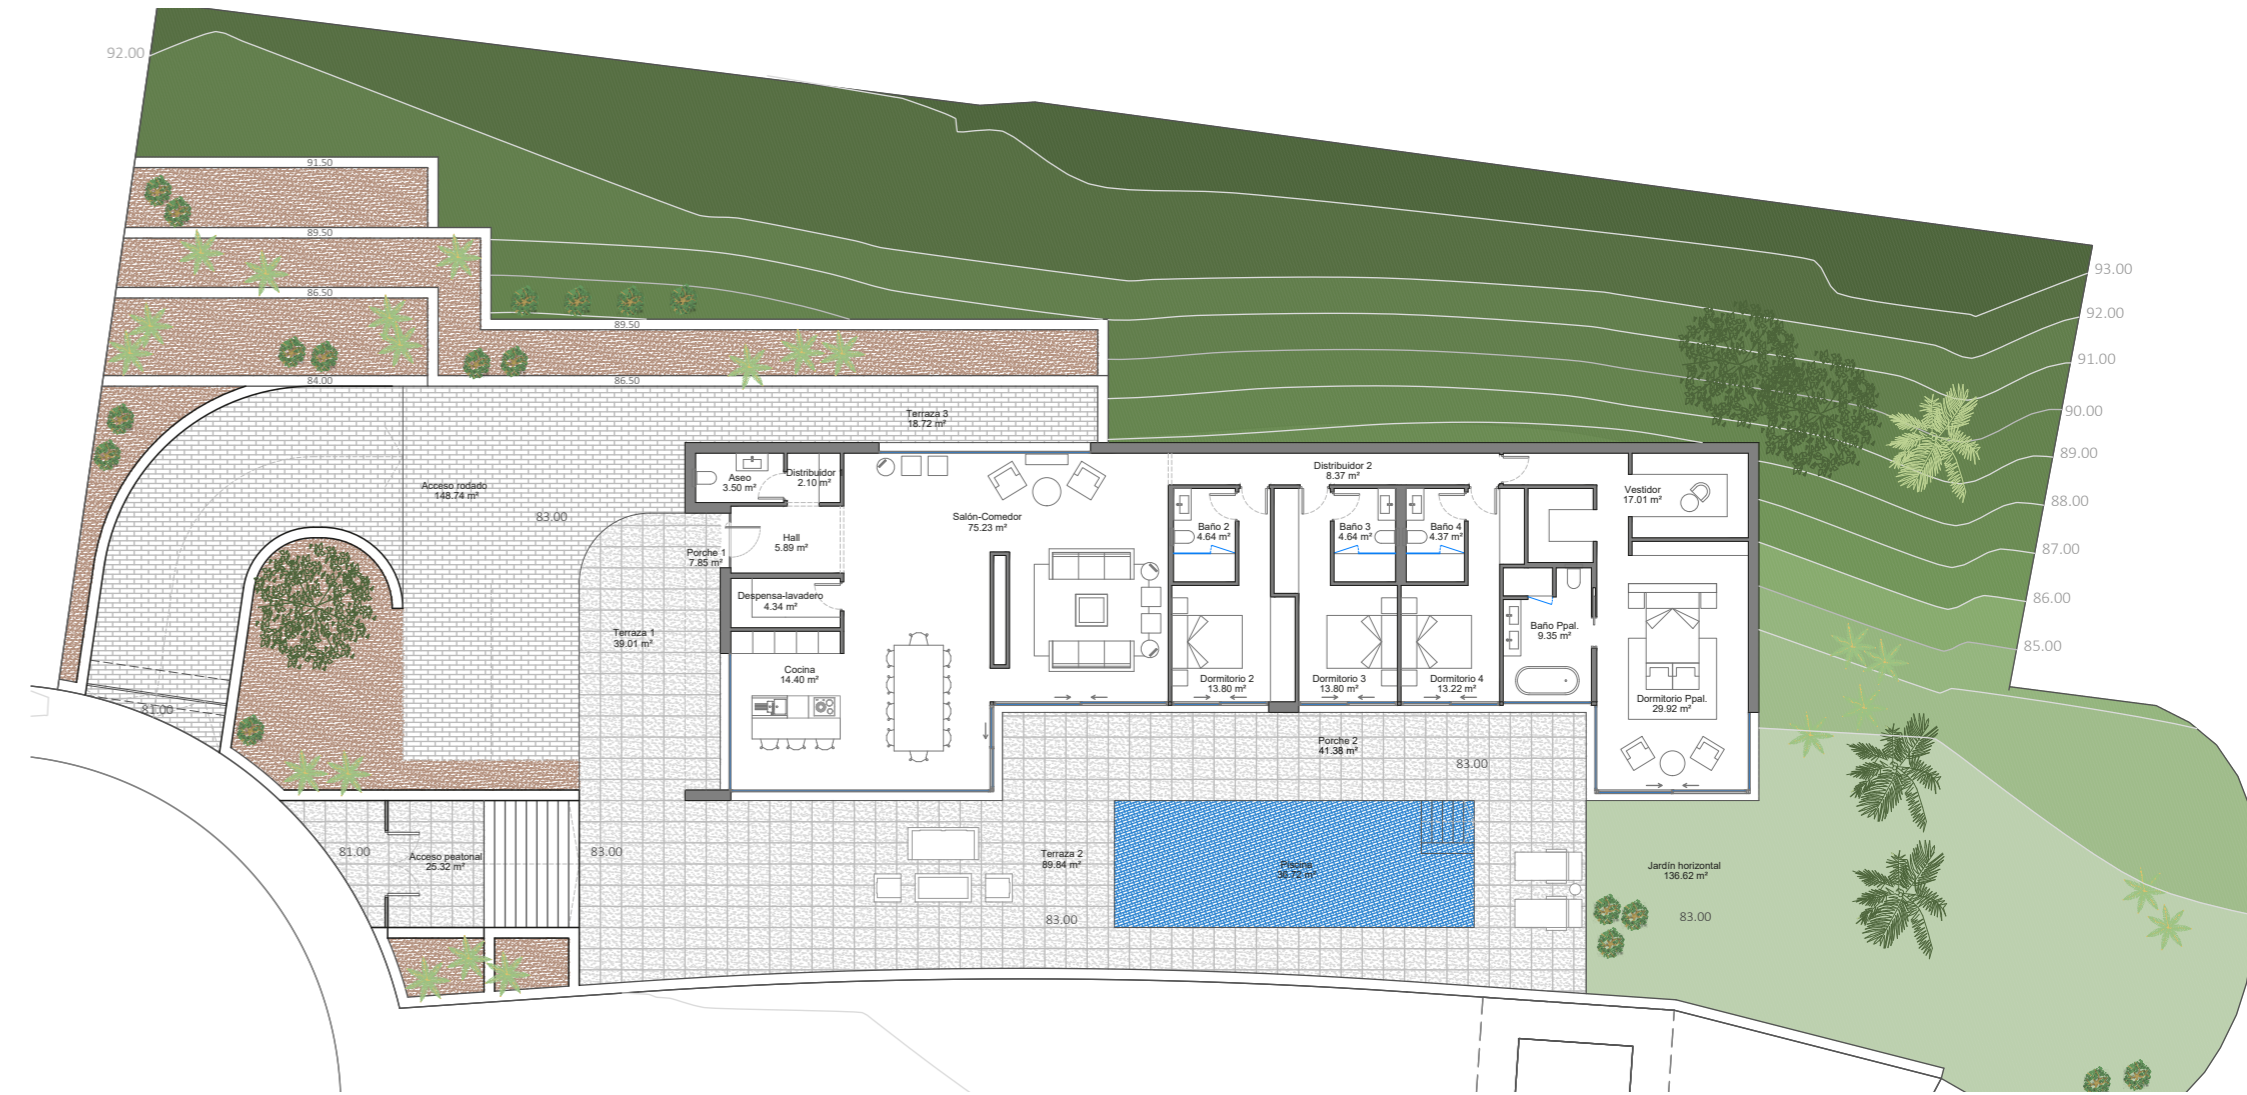 92.00
91.50
89.50
86.50
89.50
84.00
86.50
93.00
92.00
91.00
90.00
89.00
88.00
87.00
86.00
85.00
Terraza 3
18.72 m²
Acceso rodado
148.74 m²
83.00
Aseo
3.50 m²
Distribuidor 1
2.10 m²
Hall
5.89 m²
Porche 1
7.85 m²
Salón-Comedor
75.23 m²
Distribuidor 2
8.37 m²
Vestidor
17.01 m²
Baño 2
4.64 m²
Baño 3
4.64 m²
Baño 4
4.37 m²
Despensa-lavadero
4.34 m²
Terraza 1
39.01 m²
Cocina
14.40 m²
Baño Ppal.
9.35 m²
Dormitorio 2
13.80 m²
Dormitorio 3
13.80 m²
Dormitorio 4
13.22 m²
Dormitorio Ppal.
29.92 m²
81.00
Porche 2
41.38 m²
83.00
81.00
Acceso peatonal
25.32 m²
83.00
Terraza 2
89.84 m²
83.00
Piscina
36.72 m²
Jardín horizontal
136.62 m²
83.00